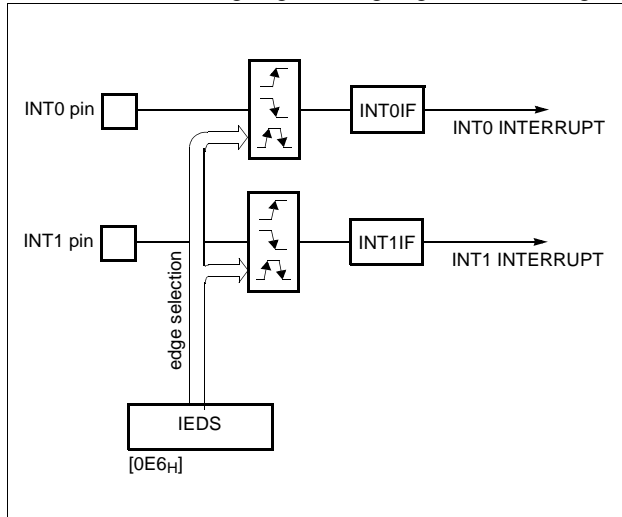 INT0 pin
INT0IF
INT0 INTERRUPT
INT1 pin
INT1IF
INT1 INTERRUPT
edge selection
IEDS
[0E6H]